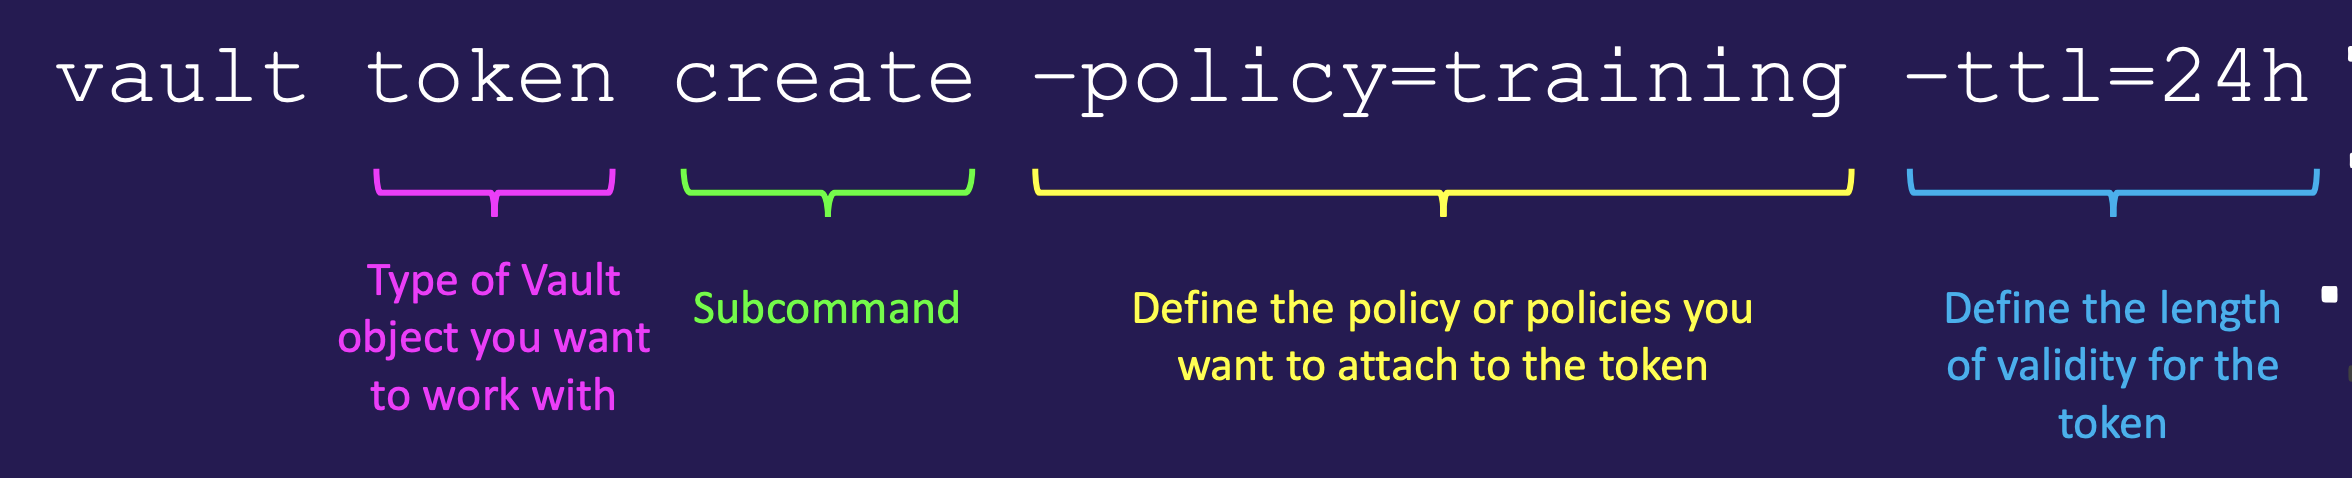 vault token create -policy=training -ttl=24h
Type of Vault
object you want
to work with
Subcommand
Define the policy or policies you
want to attach to the token
Define the length
of validity for the
token